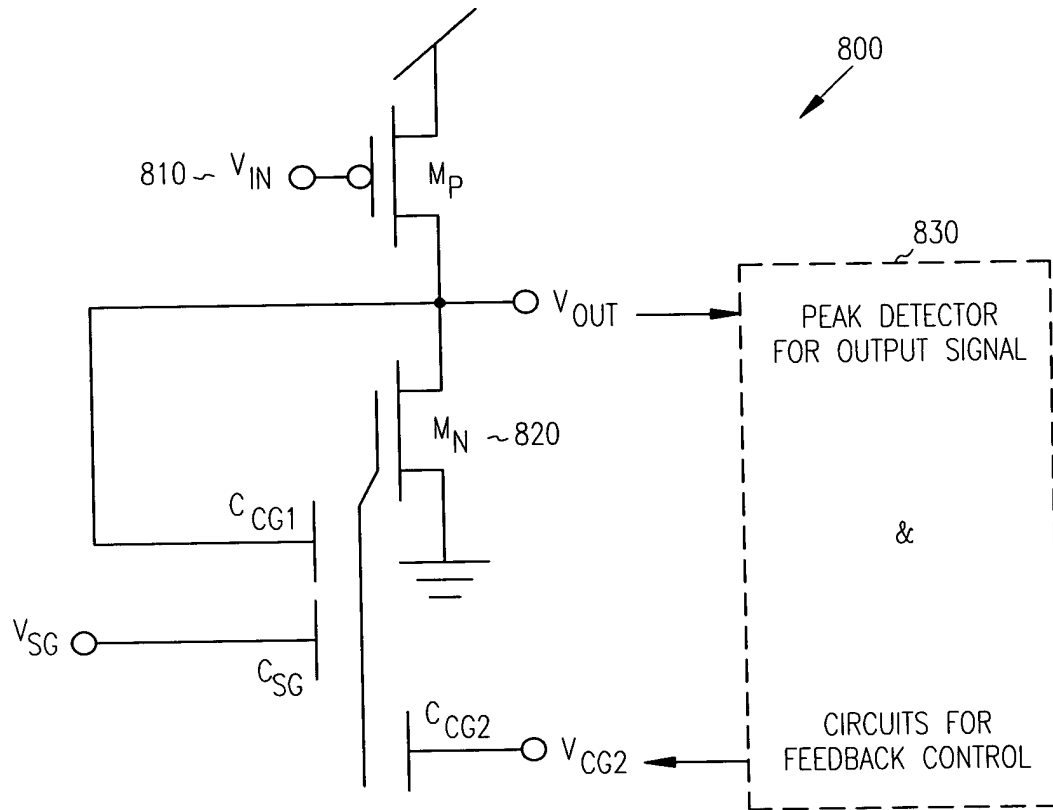 800
810 ~ V_IN
M_P
830
V_OUT
PEAK DETECTOR
FOR OUTPUT SIGNAL
M_N ~820
C_CG1
&
V_SG
C_SG
C_CG2
V_CG2
CIRCUITS FOR
FEEDBACK CONTROL